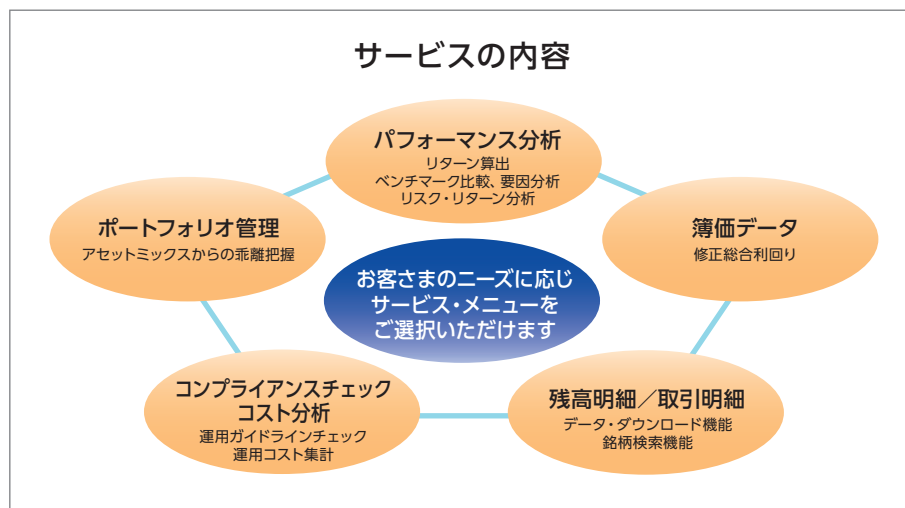 サービスの内容
パフォーマンス分析
リターン算出
ベンチマーク比較、要因分析
リスク・リターン分析
ポートフォリオ管理
アセットミックスからの乖離把握
簿価データ
修正総合利回り
お客さまのニーズに応じ
サービス・メニューを
ご選択いただけます
コンプライアンスチェック
コスト分析
運用ガイドラインチェック
運用コスト集計
残高明細／取引明細
データ・ダウンロード機能
銘柄検索機能